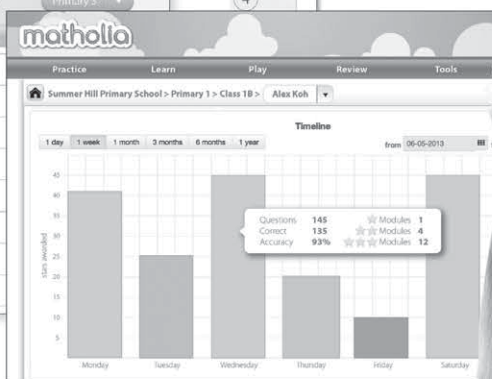 Primary 5
4
matholia
Practice Learn Play Review Tools
Summer Hill Primary School > Primary 1 > Class 1B > Alex Koh
Timeline
1 day 1 week 1 month 3 months 6 months 1 year from 06-05-2013
45
40
35
30
25
20
15
10
5
stars awarded
Questions 145 Modules 1
Correct 135 Modules 4
Accuracy 93% Modules 12
Monday Tuesday Wednesday Thursday Friday Saturday